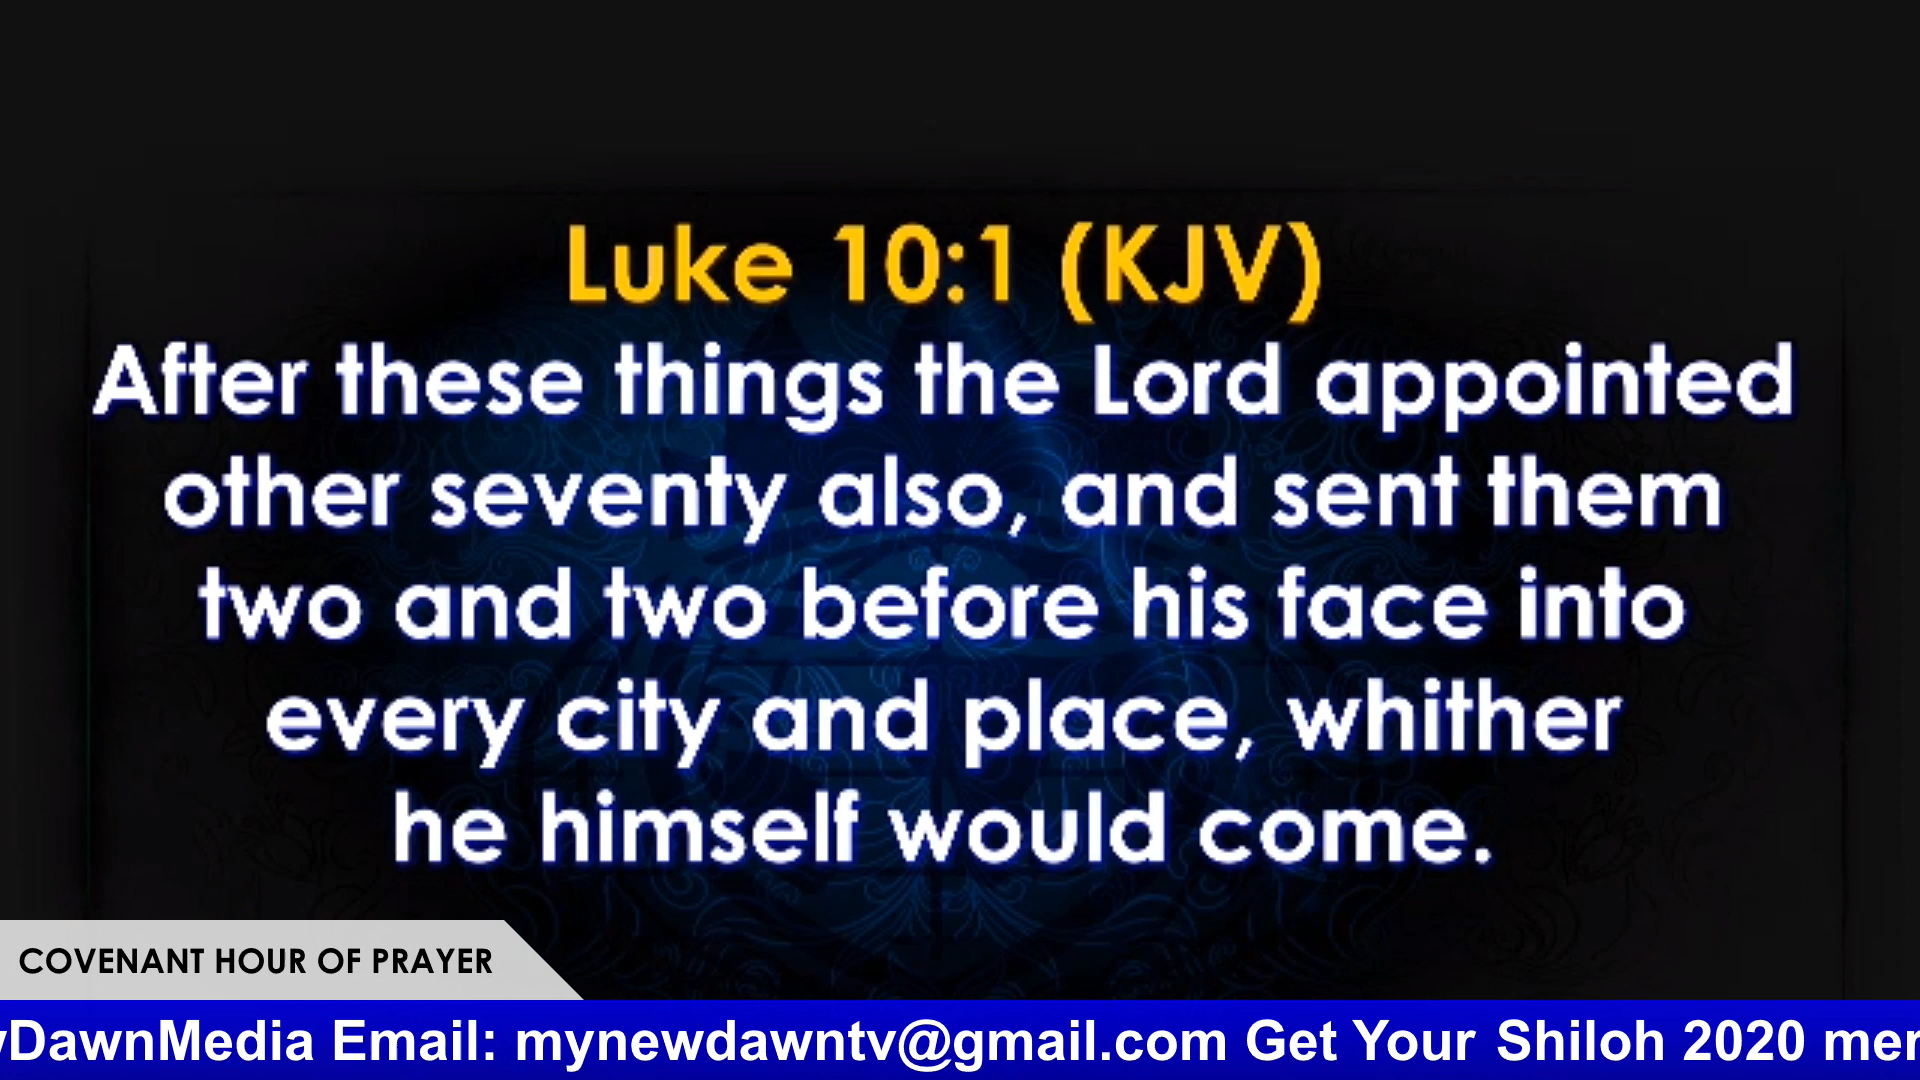 Luke 10:1 (KJV)
After these things the Lord appointed
other seventy also, and sent them
two and two before his face into
every city and place, whither
he himself would come.
COVENANT HOUR OF PRAYER
DawnMedia Email: mynewdawntv@gmail.com Get Your Shiloh 2020